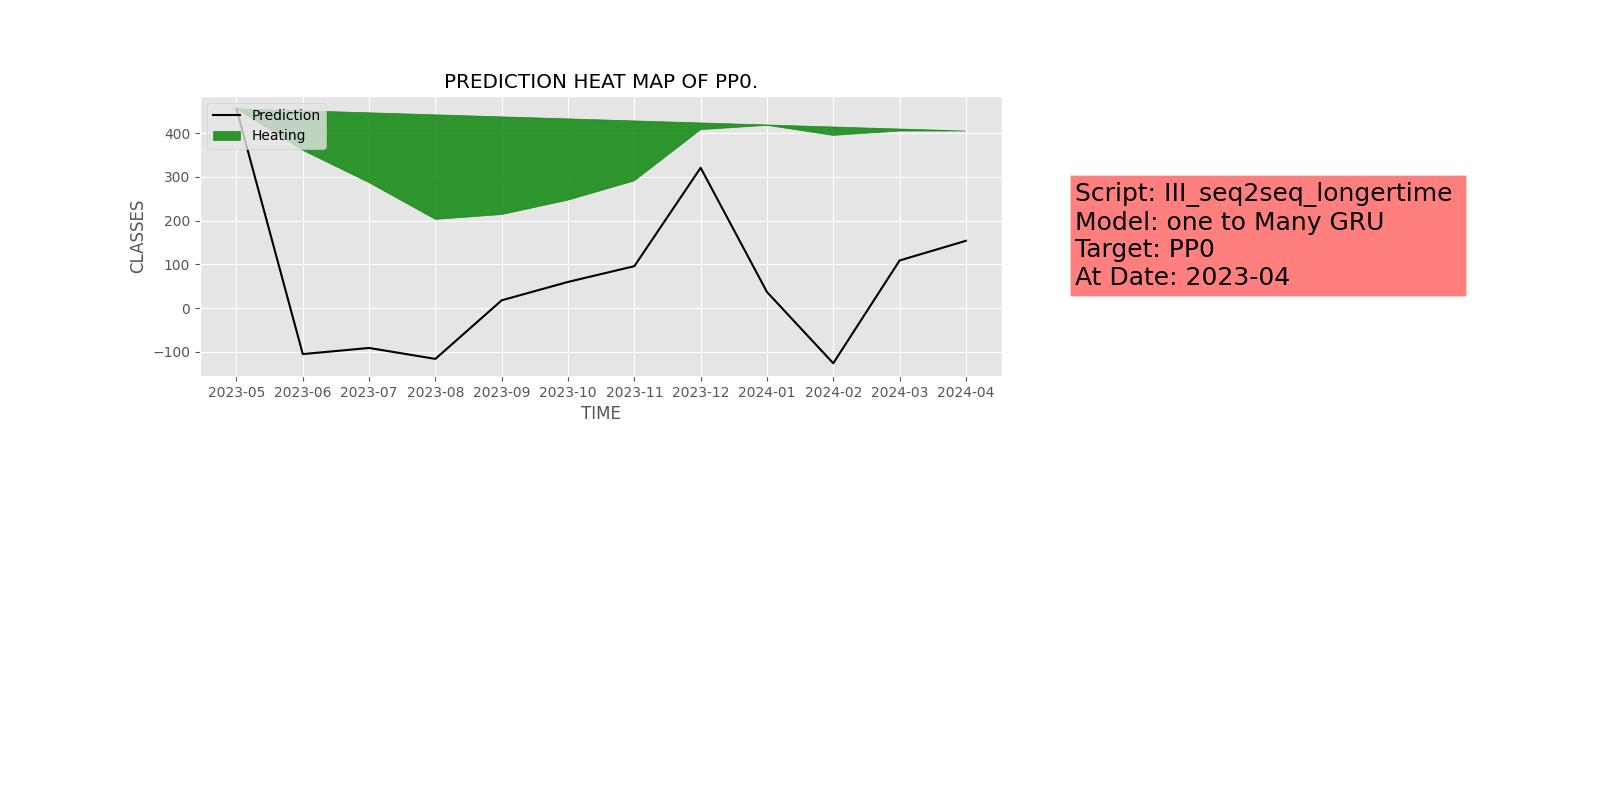 PREDICTION HEAT MAP OF PP0.
Prediction
Heating
CLASSES
400
300
200
100
0
−100
2023-05 2023-06 2023-07 2023-08 2023-09 2023-10 2023-11 2023-12 2024-01 2024-02 2024-03 2024-04
TIME
Script: III_seq2seq_longertime
Model: one to Many GRU
Target: PP0
At Date: 2023-04